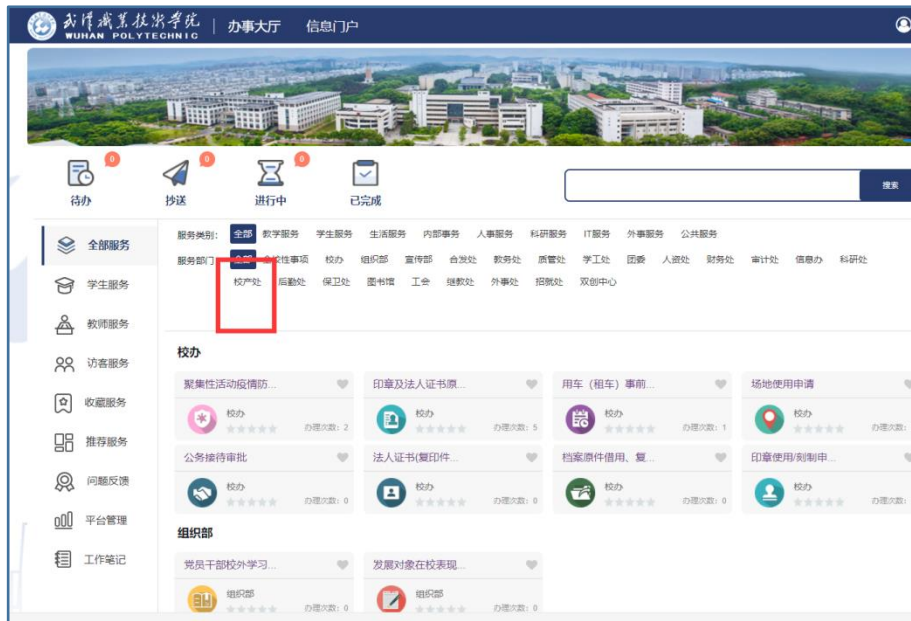 武汉职业技术学院
WUHAN POLYTECHNIC
办事大厅 信息门户
0 0 0
待办 抄送 进行中 已完成
搜索
服务类别: 全部 教学服务 学生服务 生活服务 内部事务 人事服务 科研服务 IT服务 外事服务 公共服务
服务部门 全部 全校性事项 校办 组织部 宣传部 合发处 教务处 质管处 学工处 团委 人资处 财务处 审计处 信息办 科研处
校产处 后勤处 保卫处 图书馆 工会 继教处 外事处 招就处 双创中心
全部服务
学生服务
教师服务
访客服务
收藏服务
推荐服务
问题反馈
平台管理
工作笔记
校办
聚集性活动疫情防... 印章及法人证书原... 用车（租车）事前... 场地使用申请
校办 校办 校办 校办
办理次数: 2 办理次数: 5 办理次数: 1 办理次数:
公务接待审批 法人证书(复印件... 档案原件借用、复... 印章使用/刻制申...
校办 校办 校办 校办
办理次数: 0 办理次数: 0 办理次数: 0 办理次数:
组织部
党员干部校外学习... 发展对象在校表现...
组织部 组织部
办理次数: 0 办理次数: 0